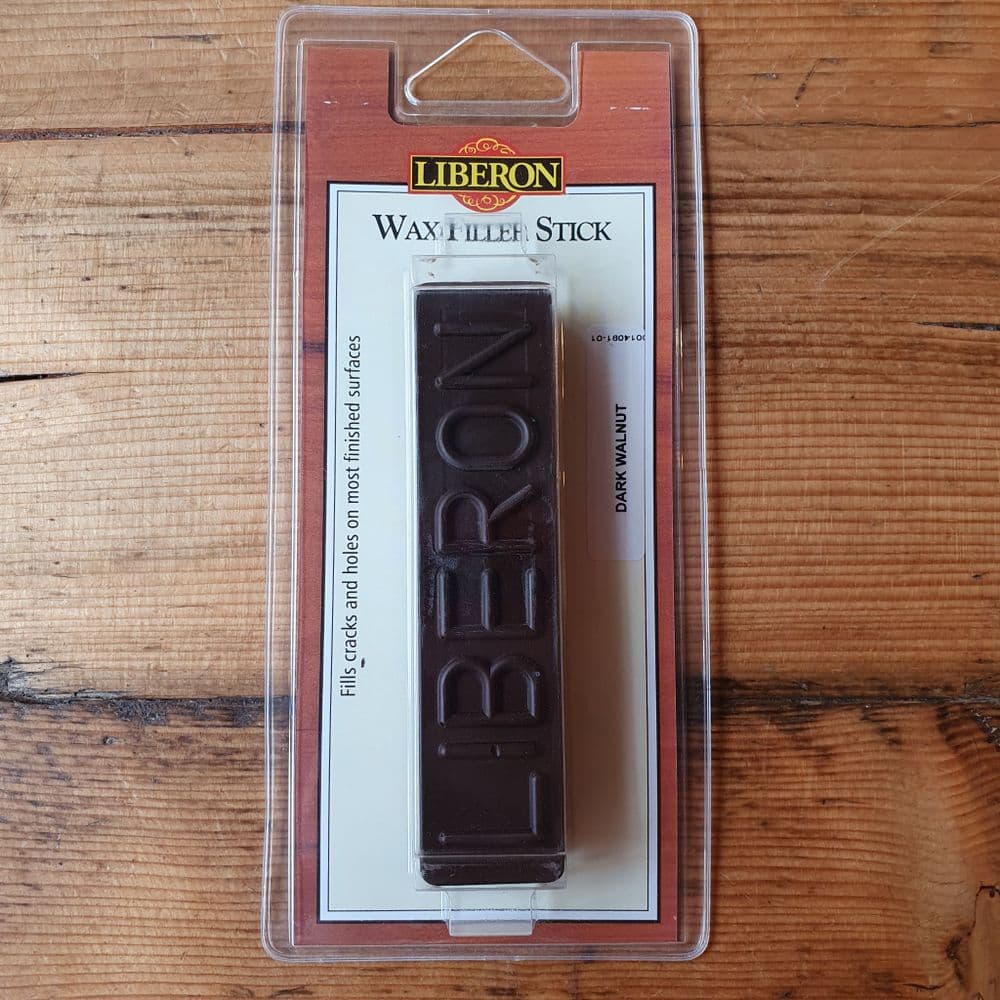 LIBERON
WAX FILLER STICK
Fills cracks and holes on most finished surfaces
LIBERON
DARK WALNUT